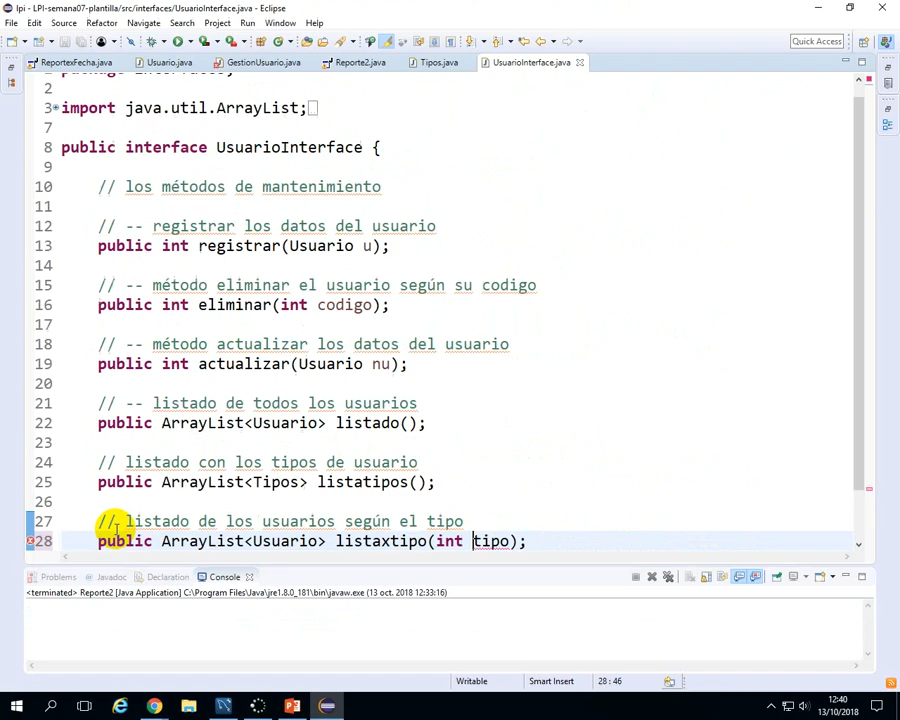 lpi - LPI-semana07-plantilla/src/interfaces/UsuarioInterface.java - Eclipse
File Edit Source Refactor Navigate Search Project Run Window Help
Quick Access
ReportexFecha.java Usuario.java GestionUsuario.java Reporte2.java Tipos.java UsuarioInterface.java
2
3 import java.util.ArrayList;
7
8 public interface UsuarioInterface {
9
10 // los métodos de mantenimiento
11
12 // -- registrar los datos del usuario
13 public int registrar(Usuario u);
14
15 // -- método eliminar el usuario según su codigo
16 public int eliminar(int codigo);
17
18 // -- método actualizar los datos del usuario
19 public int actualizar(Usuario nu);
20
21 // -- listado de todos los usuarios
22 public ArrayList<Usuario> listado();
23
24 // listado con los tipos de usuario
25 public ArrayList<Tipos> listatipos();
26
27 // listado de los usuarios según el tipo
28 public ArrayList<Usuario> listaxtipo(int tipo);
Problems Javadoc Declaration Console
<terminated> Reporte2 [Java Application] C:\Program Files\Java\jre1.8.0_181\bin\javaw.exe (13 oct. 2018 12:33:16)
Writable Smart Insert 28 : 46
12:40
13/10/2018